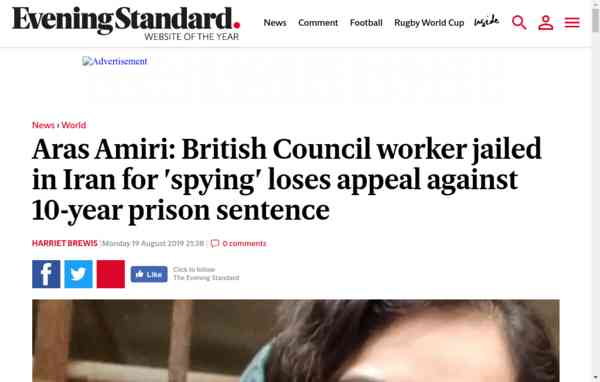 Evening Standard.
WEBSITE OF THE YEAR
News Comment Football Rugby World Cup Inside
Advertisement
News › World
Aras Amiri: British Council worker jailed
in Iran for 'spying' loses appeal against
10-year prison sentence
HARRIET BREWIS | Monday 19 August 2019 21:38 | 0 comments
Like
Click to follow
The Evening Standard